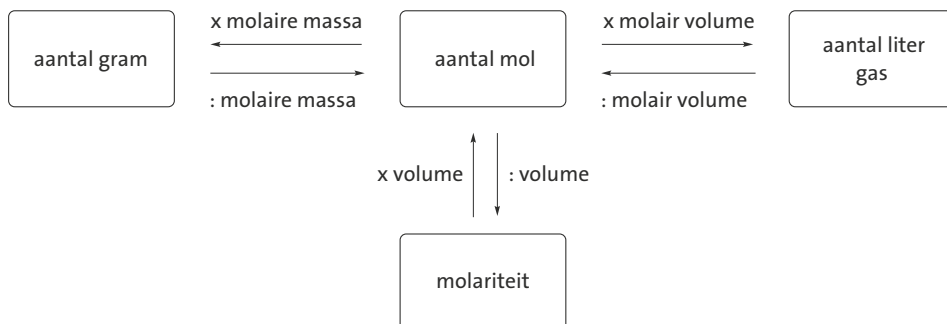 x molaire massa
x molair volume
aantal gram
aantal mol
aantal liter
gas
: molaire massa
: molair volume
x volume
: volume
molariteit